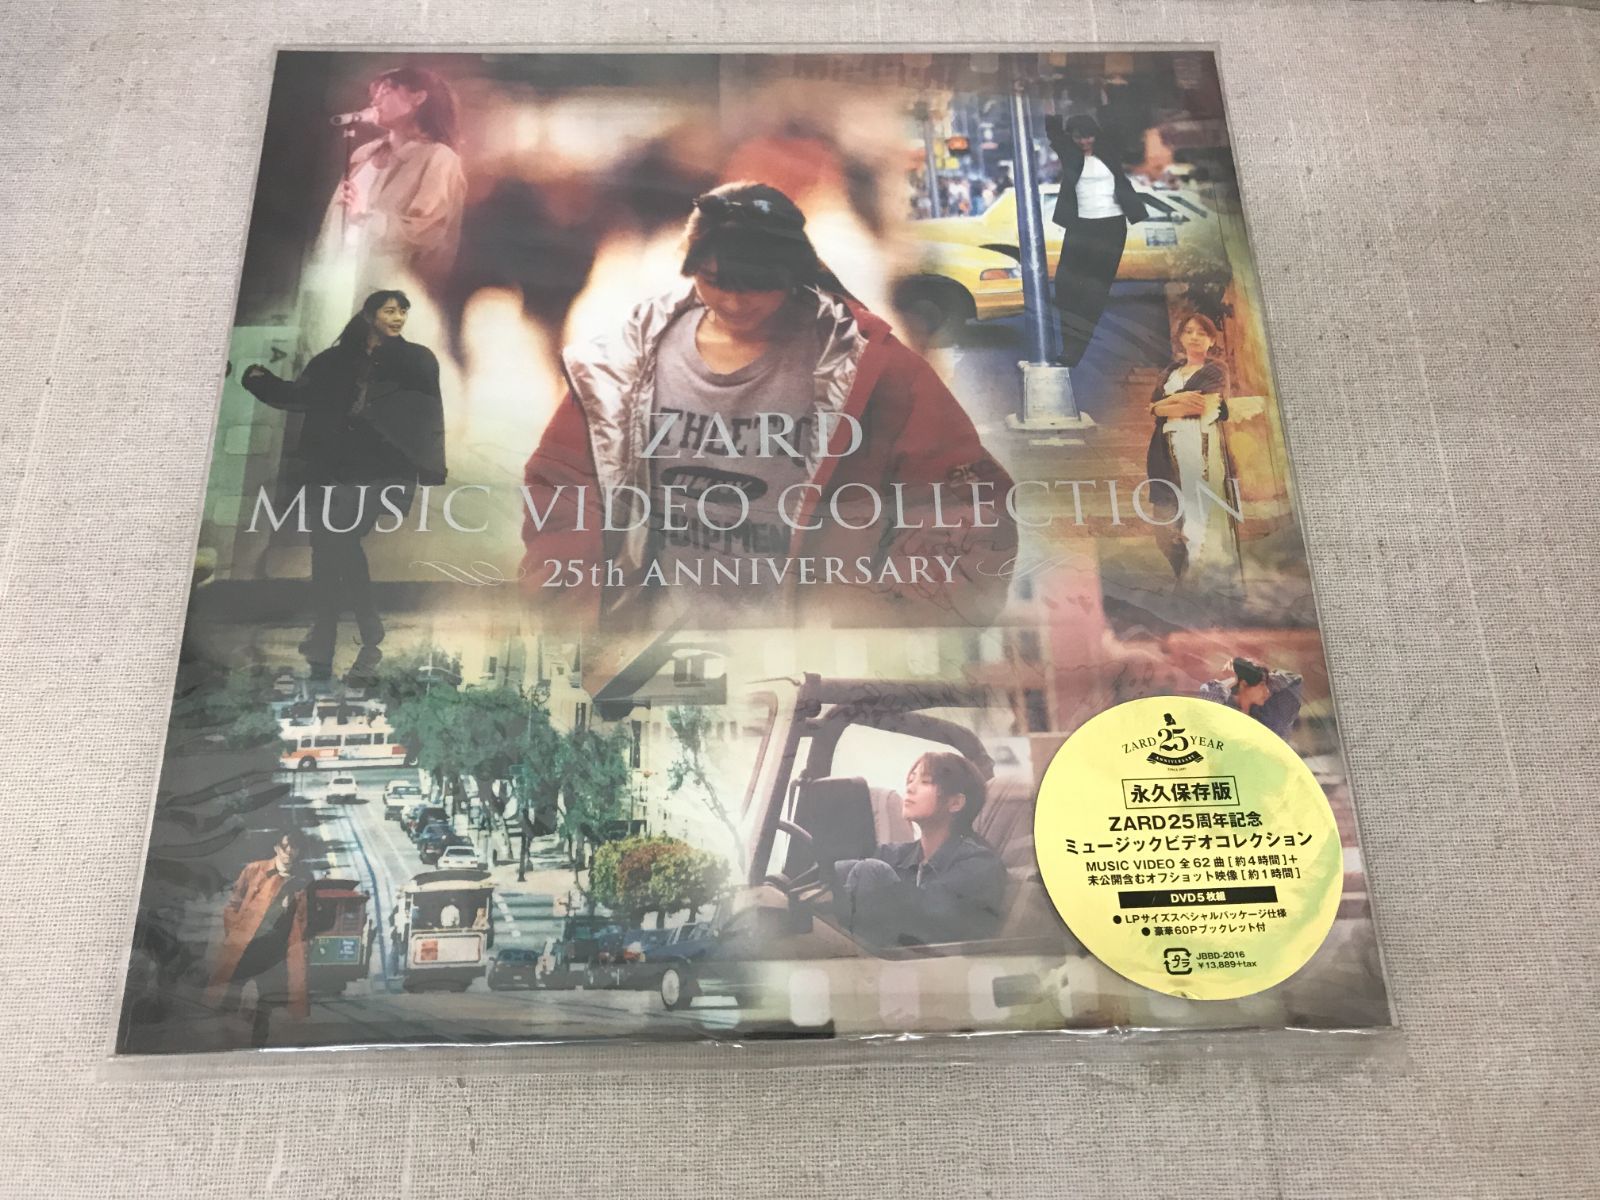 ZARD
MUSIC VIDEO COLLECTION
25th ANNIVERSARY
ZARD 25 YEAR
ANNIVERSARY
永久保存版
ZARD25周年記念
ミュージックビデオコレクション
MUSIC VIDEO 全62曲[約4時間]+
未公開含むオフショット映像[約1時間]
DVD5枚組
●LPサイズスペシャルパッケージ仕様
●豪華60Pブックレット付
プラ
JBBD-2016
¥13,889+tax